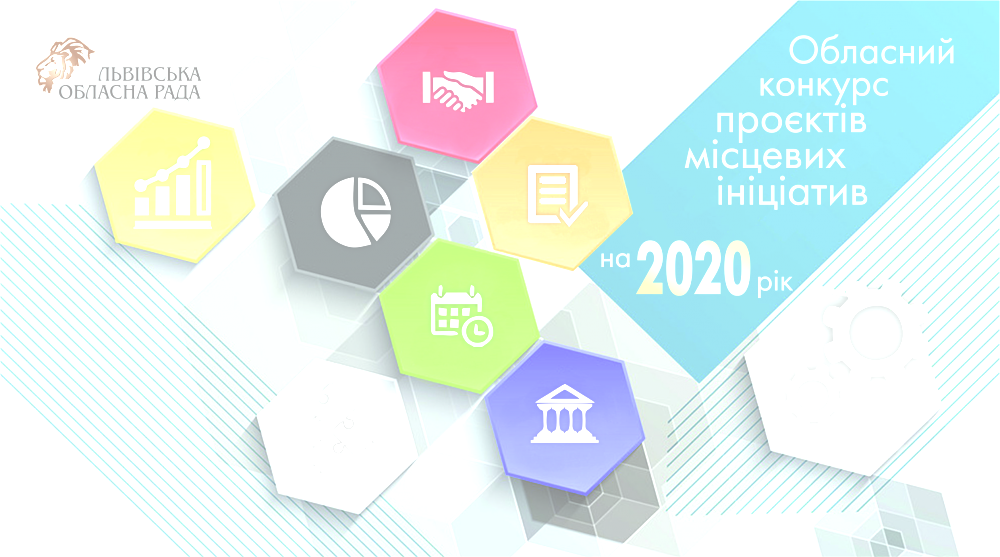 ЛЬВІВСЬКА
ОБЛАСНА РАДА
Обласний
конкурс
проєктів
місцевих
ініціатив
на 2020 рік